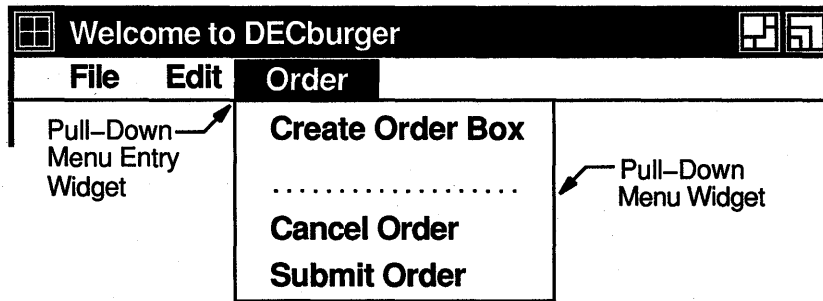 Welcome to DECburger
File Edit Order
Pull–Down
Menu Entry
Widget
Create Order Box
....................
Cancel Order
Submit Order
Pull–Down
Menu Widget